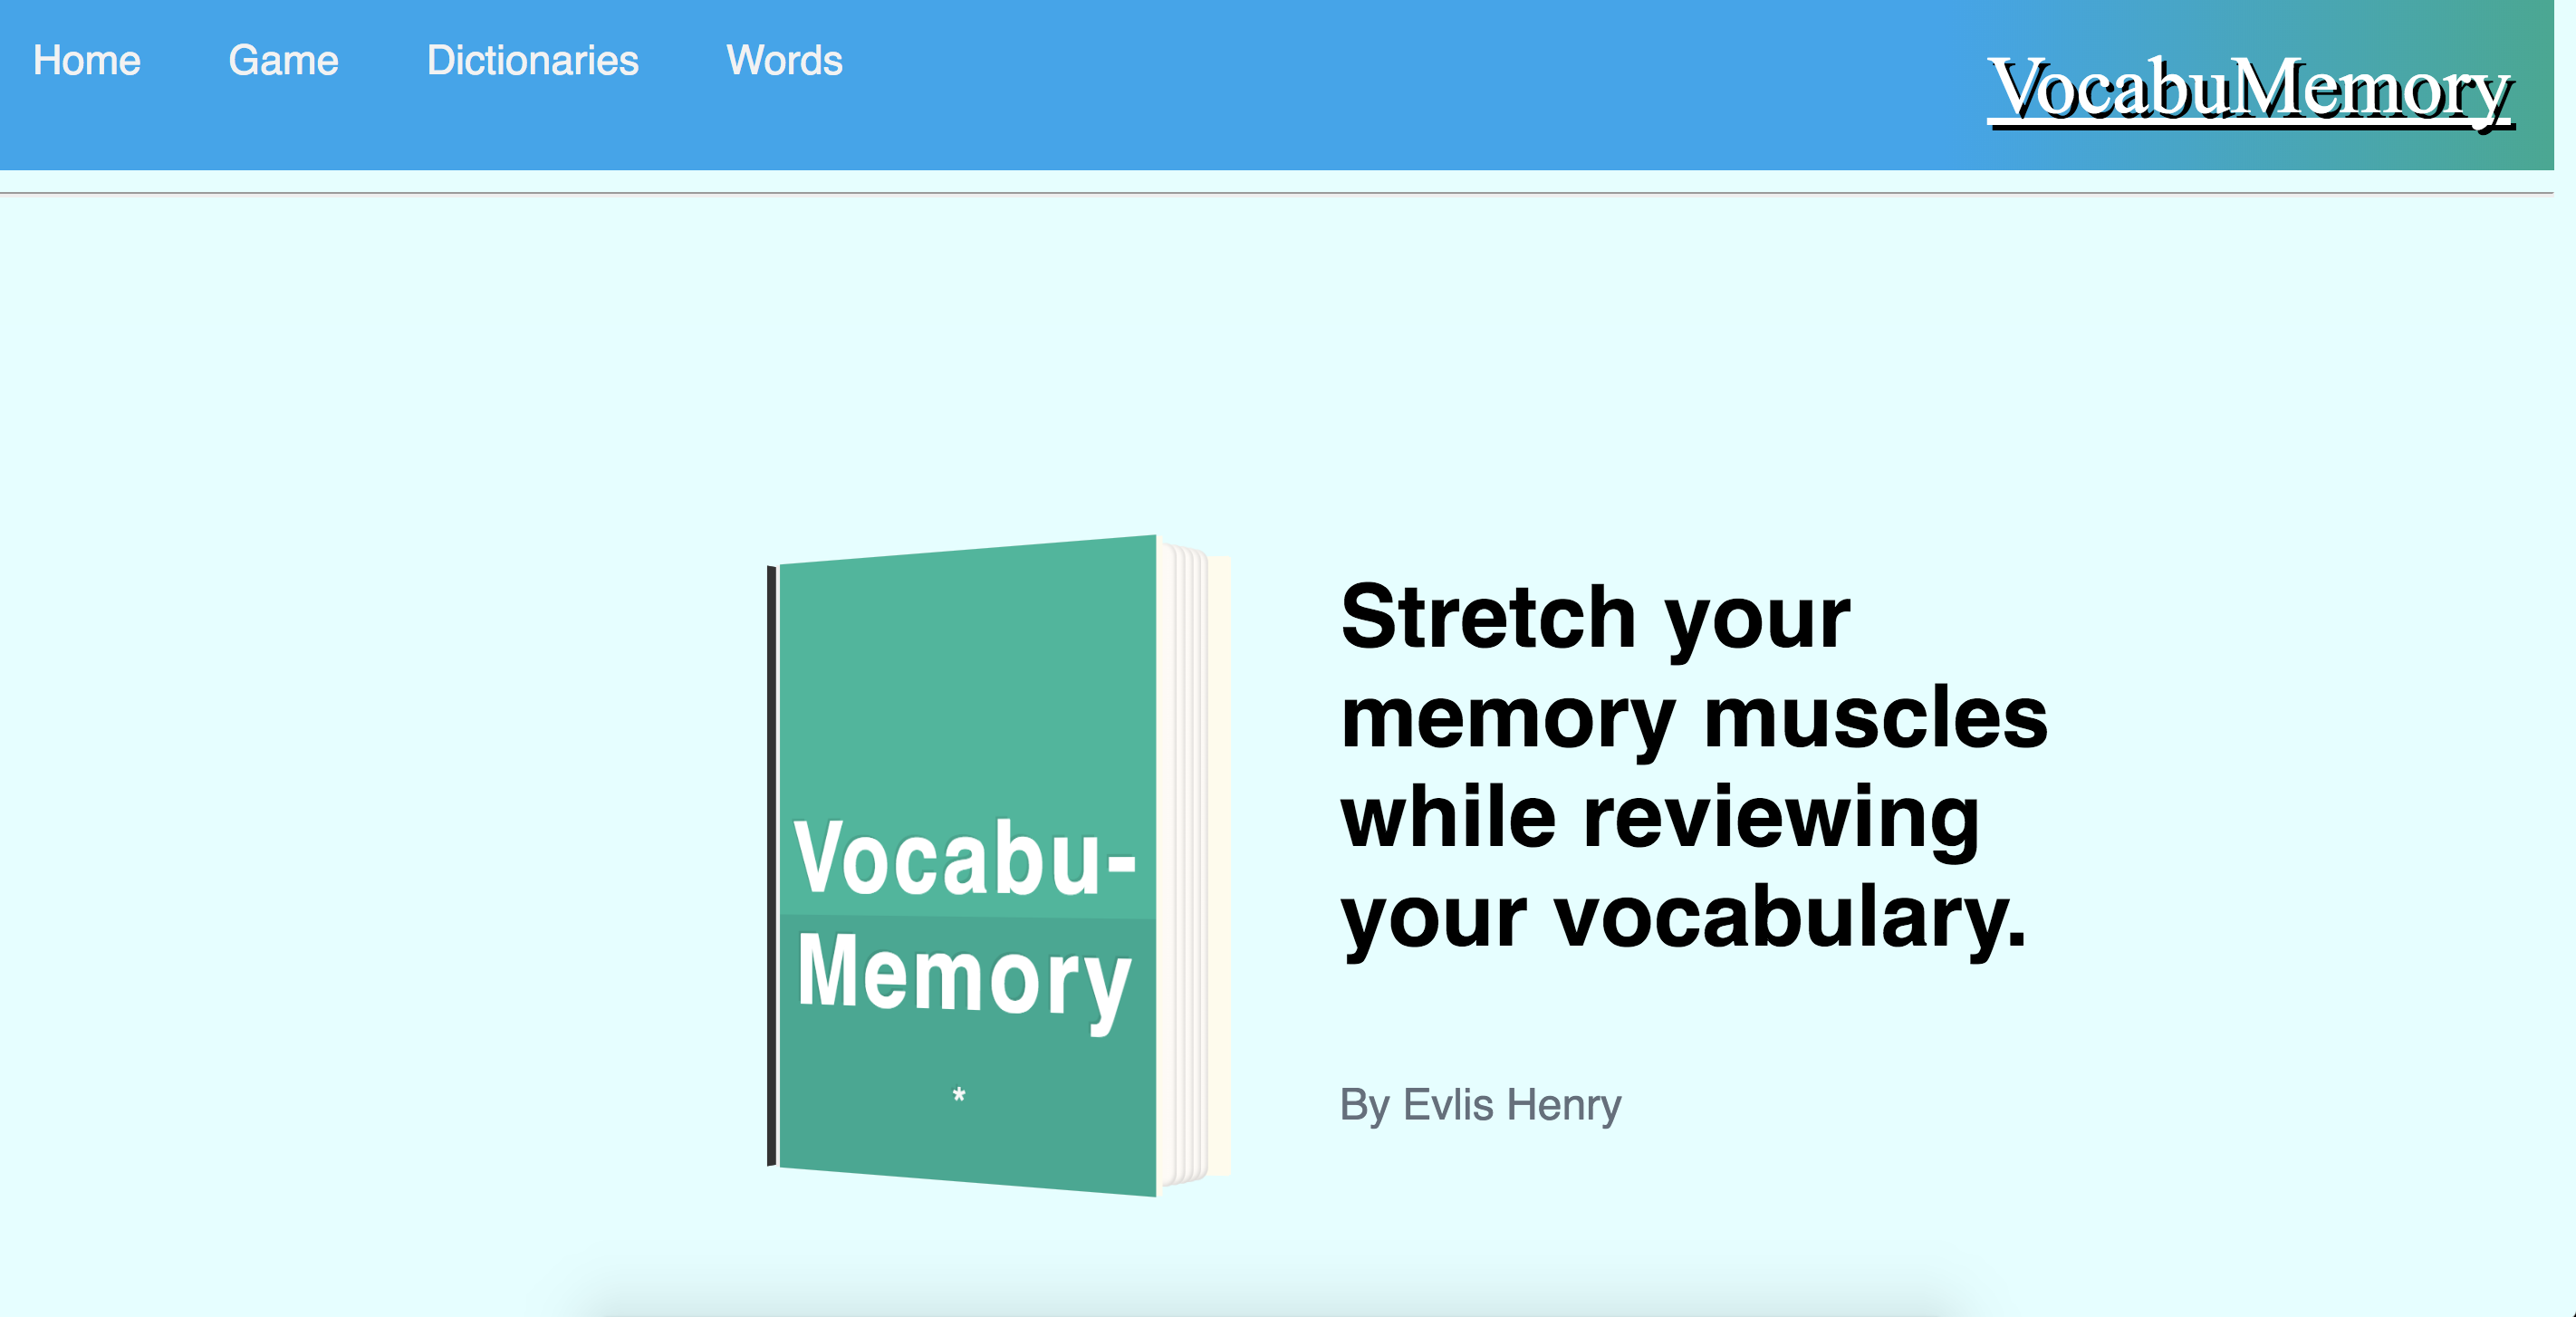 Home Game Dictionaries Words
VocabuMemory
Vocabu-
Memory
*
Stretch your
memory muscles
while reviewing
your vocabulary.
By Evlis Henry